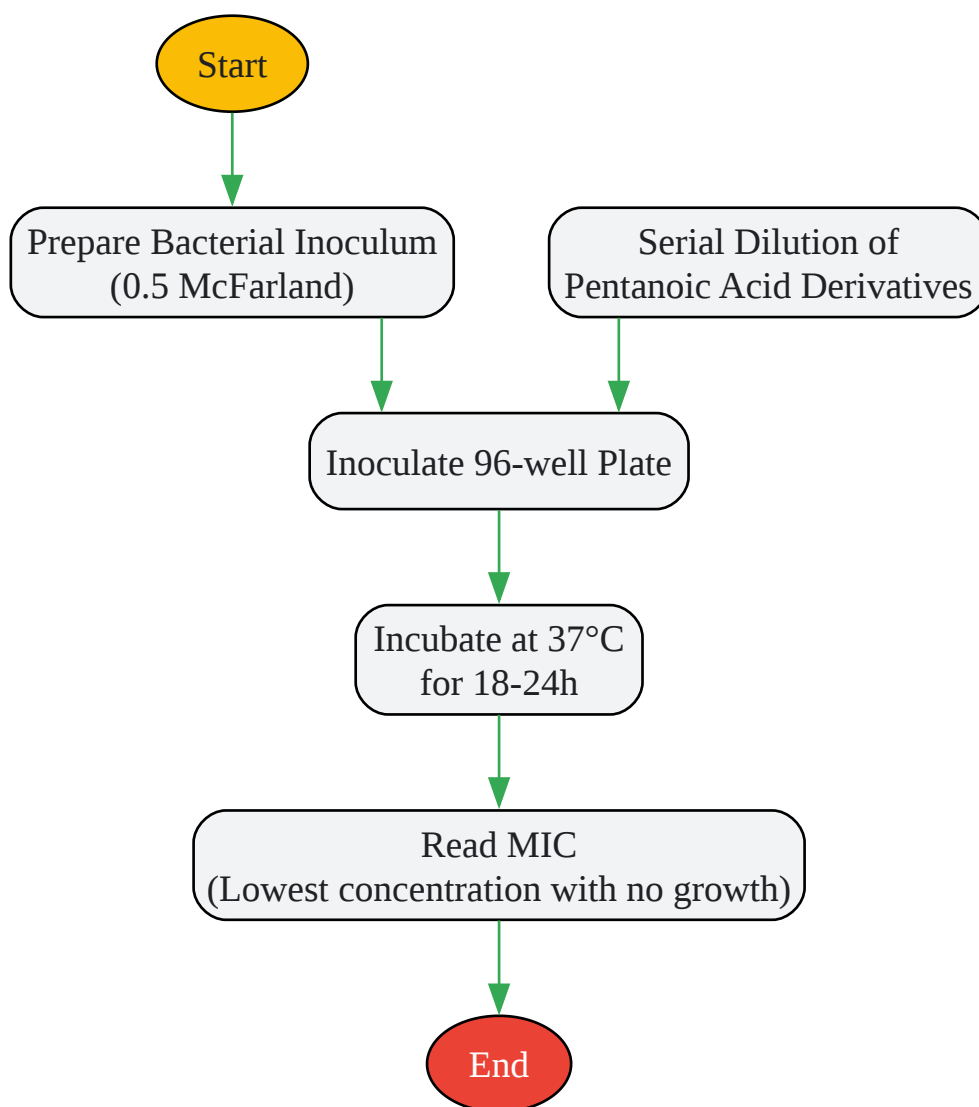 Start
Prepare Bacterial Inoculum
(0.5 McFarland)
Serial Dilution of
Pentanoic Acid Derivatives
Inoculate 96-well Plate
Incubate at 37°C
for 18-24h
Read MIC
(Lowest concentration with no growth)
End